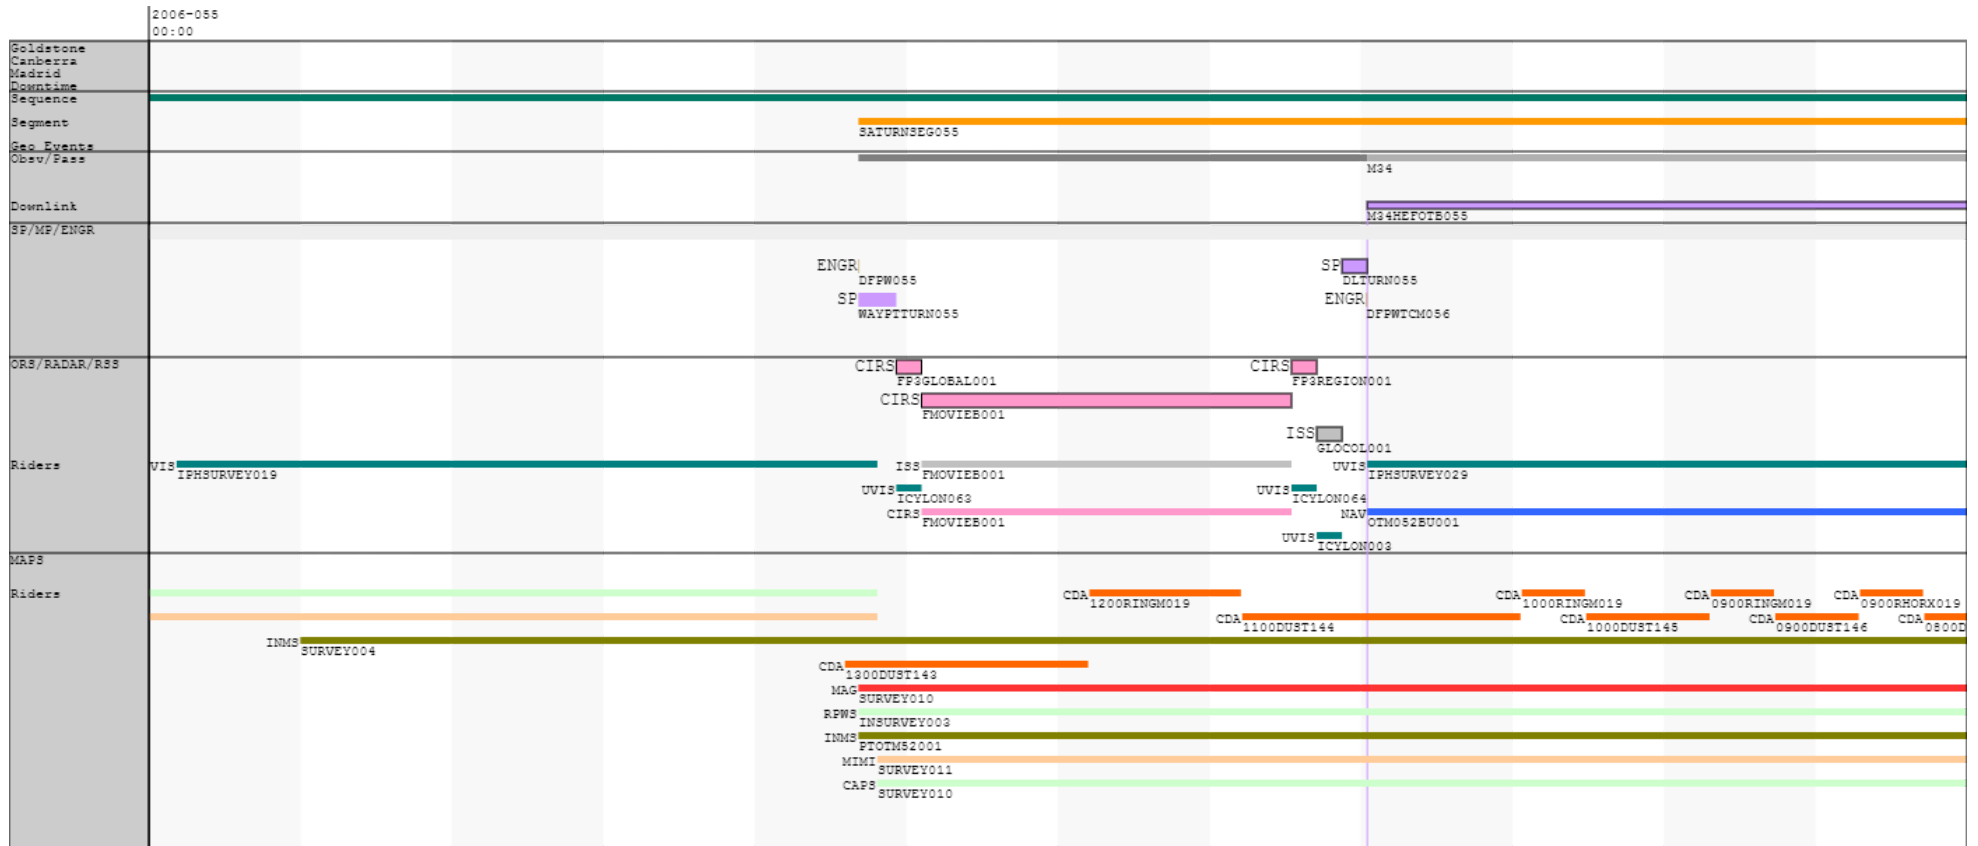 2006-055
00:00
Goldstone
Canberra
Madrid
Downtime
Sequence
Segment
SATURNSEG055
Geo Events
Obsv/Pass
M34
Downlink
M34HEFOTB055
SP/MP/ENGR
ENGR SP
DFPW055 DLTURN055
SP ENGR
WAYPTTURN055 DFPWTCM056
ORS/RADAR/RSS CIRS CIRS
FP3GLOBAL001 FP3REGION001
CIRS
FMOVIEB001
ISS
GLOCOL001
Riders VIS ISS UVIS
IPHSURVEY019 FMOVIEB001 IPHSURVEY029
UVIS UVIS
ICYLON063 ICYLON064
CIRS NAV
FMOVIEB001 OTM052BU001
UVIS
ICYLON003
MAPS
Riders CDA CDA CDA CDA
1200RINGM019 1000RINGM019 0900RINGM019 0900RHORX019
CDA CDA CDA CDA
1100DUST144 1000DUST145 0900DUST146 0800D
INMS
SURVEY004
CDA
1300DUST143
MAG
SURVEY010
RPWS
INSURVEY003
INMS
PTOTM52001
MIMI
SURVEY011
CAPS
SURVEY010